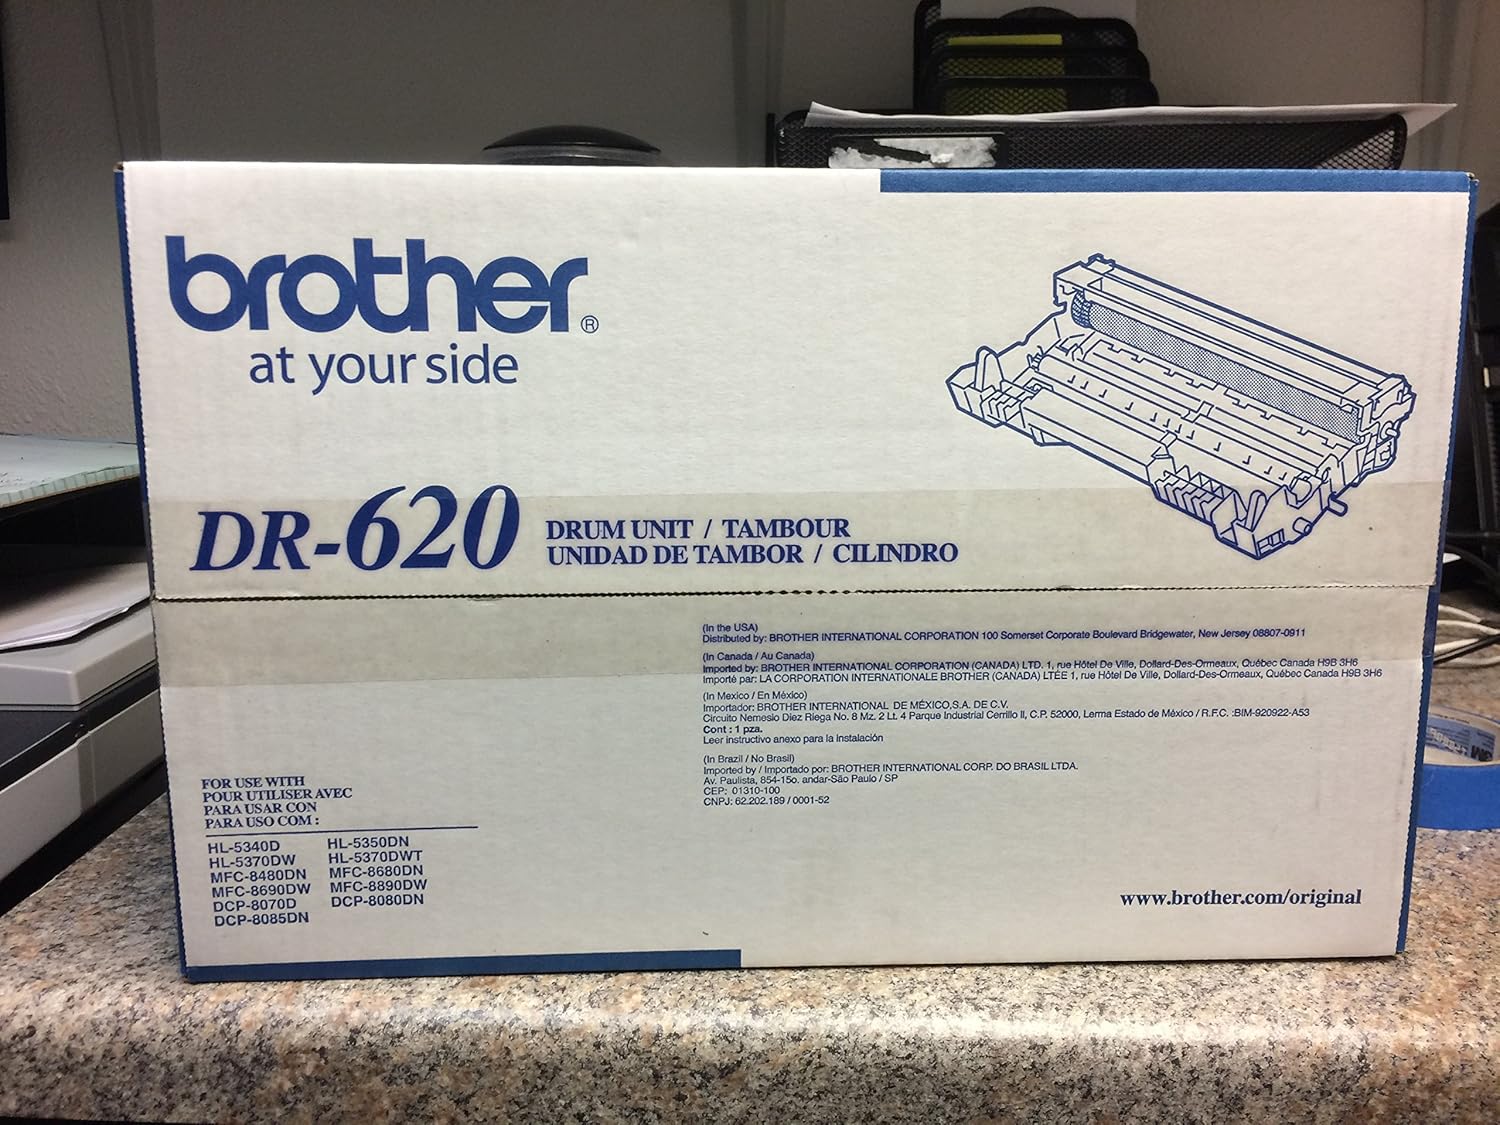 brother®
at your side
DR-620
DRUM UNIT / TAMBOUR
UNIDAD DE TAMBOR / CILINDRO
(In the USA)
Distributed by: BROTHER INTERNATIONAL CORPORATION 100 Somerset Corporate Boulevard Bridgewater, New Jersey 08807-0911
(In Canada / Au Canada)
Imported by: BROTHER INTERNATIONAL CORPORATION (CANADA) LTD. 1, rue Hôtel De Ville, Dollard-Des-Ormeaux, Québec Canada H9B 3H6
Importé par: LA CORPORATION INTERNATIONALE BROTHER (CANADA) LTÉE 1, rue Hôtel De Ville, Dollard-Des-Ormeaux, Québec Canada H9B 3H6
(In Mexico / En México)
Importador: BROTHER INTERNATIONAL DE MÉXICO,S.A. DE C.V.
Circuito Nemesio Diez Riega No. 8 Mz. 2 Lt. 4 Parque Industrial Cerrillo II, C.P. 52000, Lerma Estado de México / R.F.C. :BIM-920922-A53
Cont : 1 pza.
Leer instructivo anexo para la instalación
(In Brazil / No Brasil)
Imported by / Importado por: BROTHER INTERNATIONAL CORP. DO BRASIL LTDA.
Av. Paulista, 854-15o. andar-São Paulo / SP
CEP: 01310-100
CNPJ: 62.202.189 / 0001-52
FOR USE WITH
POUR UTILISER AVEC
PARA USAR CON
PARA USO COM :
HL-5340D HL-5350DN
HL-5370DW HL-5370DWT
MFC-8480DN MFC-8680DN
MFC-8690DW MFC-8890DW
DCP-8070D DCP-8080DN
DCP-8085DN
www.brother.com/original
3M